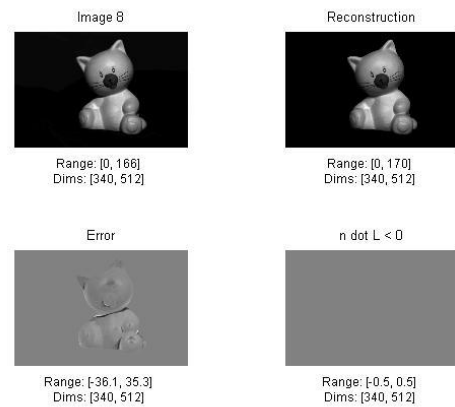 Image 8
Range: [0, 166]
Dims: [340, 512]
Reconstruction
Range: [0, 170]
Dims: [340, 512]
Error
Range: [-36.1, 35.3]
Dims: [340, 512]
n dot L < 0
Range: [-0.5, 0.5]
Dims: [340, 512]